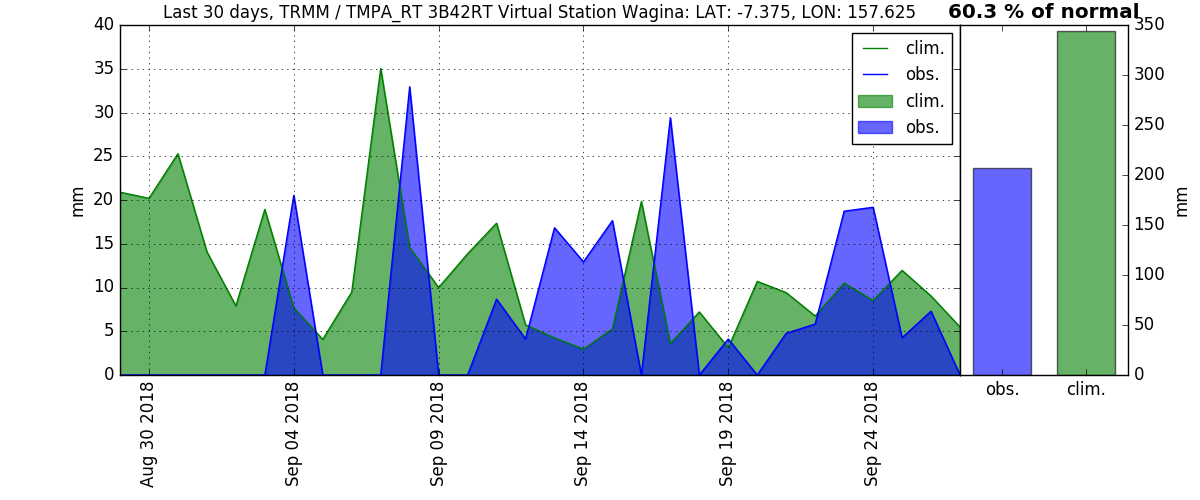 Last 30 days, TRMM / TMPA_RT 3B42RT Virtual Station Wagina: LAT: -7.375, LON: 157.625
60.3 % of normal
40
35
30
25
20
15
10
5
0
mm
clim.
obs.
clim.
obs.
350
300
250
200
150
100
50
0
mm
Aug 30 2018
Sep 04 2018
Sep 09 2018
Sep 14 2018
Sep 19 2018
Sep 24 2018
obs.
clim.